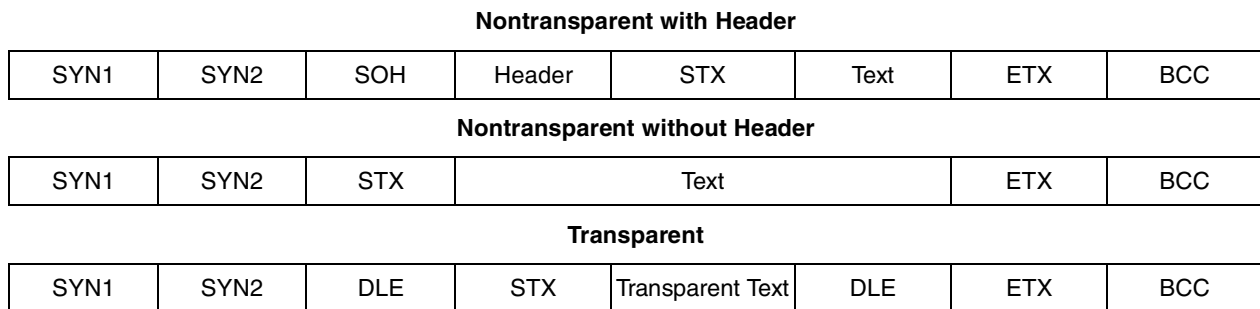 Nontransparent with Header
SYN1 SYN2 SOH Header STX Text ETX BCC
Nontransparent without Header
SYN1 SYN2 STX Text ETX BCC
Transparent
SYN1 SYN2 DLE STX Transparent Text DLE ETX BCC